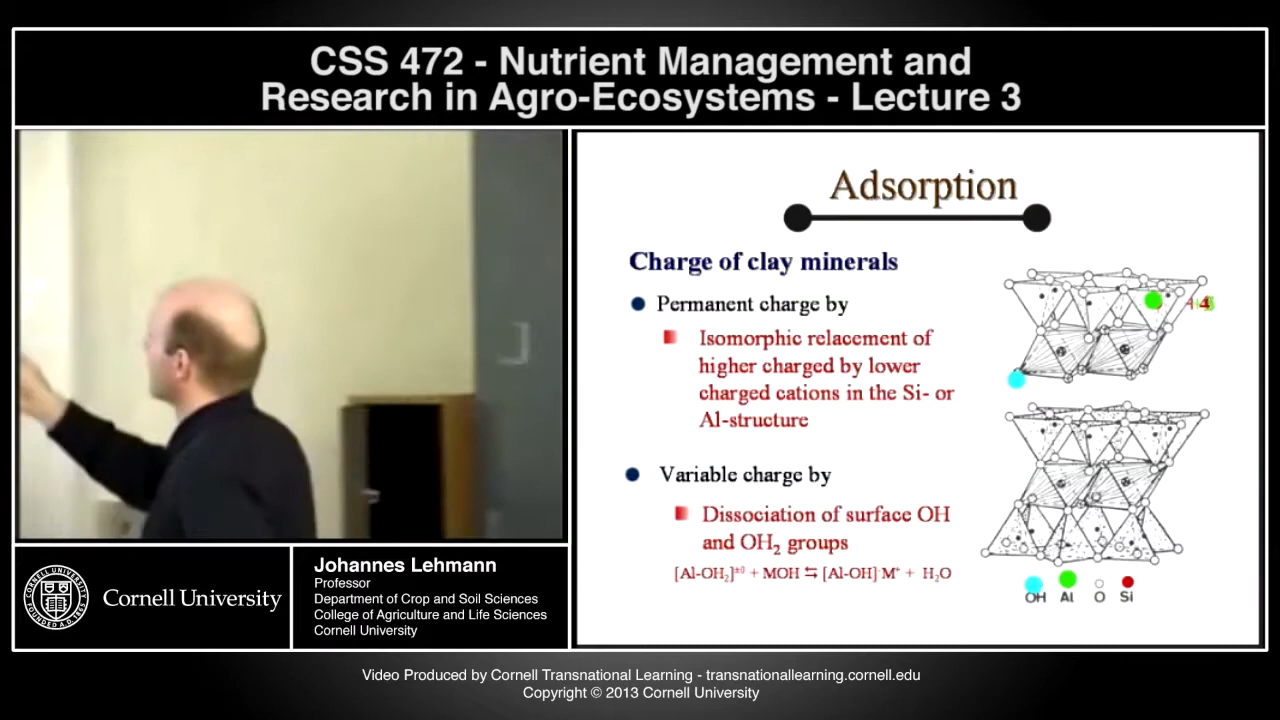 CSS 472 - Nutrient Management and
Research in Agro-Ecosystems - Lecture 3
Adsorption
Charge of clay minerals
Permanent charge by
Isomorphic relacement of
higher charged by lower
charged cations in the Si- or
Al-structure
Variable charge by
Dissociation of surface OH
and OH₂ groups
[Al-OH₂]±⁰ + MOH ⇆ [Al-OH]⁻M⁺ + H₂O
OH Al O Si
Cornell University
Johannes Lehmann
Professor
Department of Crop and Soil Sciences
College of Agriculture and Life Sciences
Cornell University
Video Produced by Cornell Transnational Learning - transnationallearning.cornell.edu
Copyright © 2013 Cornell University